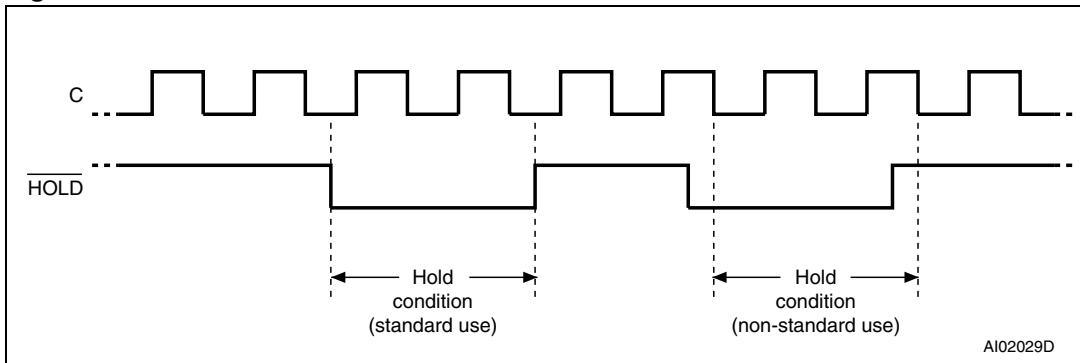 C
HOLD
Hold
condition
(standard use)
Hold
condition
(non-standard use)
AI02029D